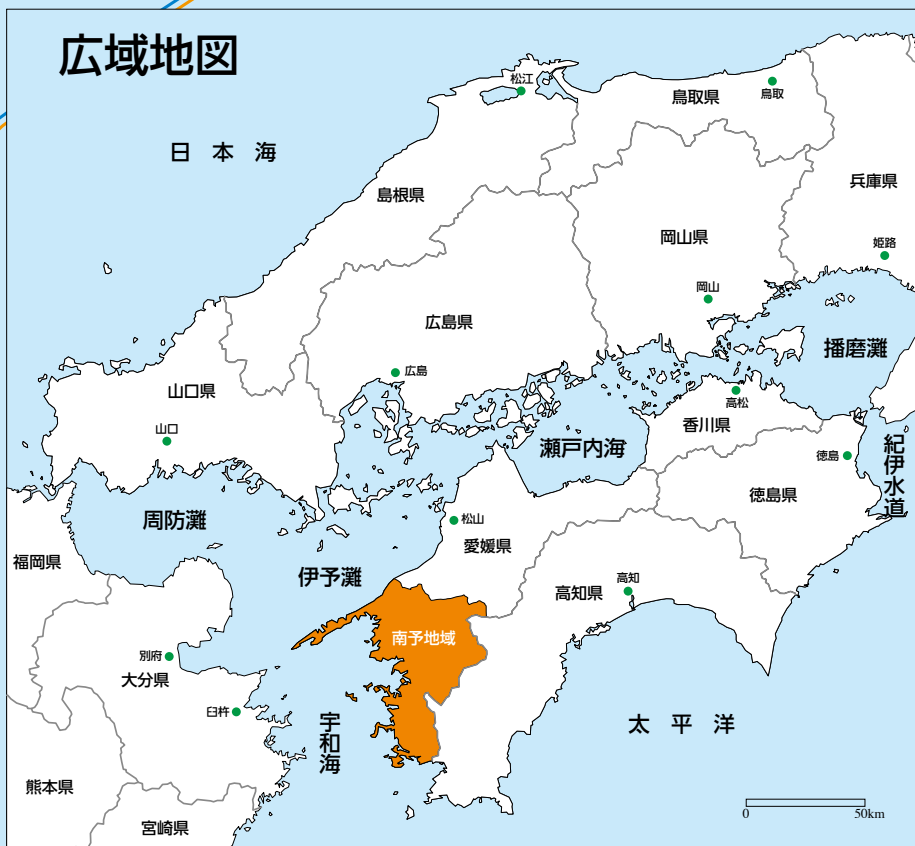 広域地図
松江
鳥取県
鳥取
日本海
島根県
兵庫県
岡山県
姫路
岡山
広島県
播磨灘
広島
山口県
高松
香川県
山口
瀬戸内海
徳島
紀伊水道
徳島県
周防灘
松山
愛媛県
福岡県
伊予灘
高知
高知県
南予地域
別府
大分県
臼杵
宇和海
太平洋
熊本県
宮崎県
0 50km